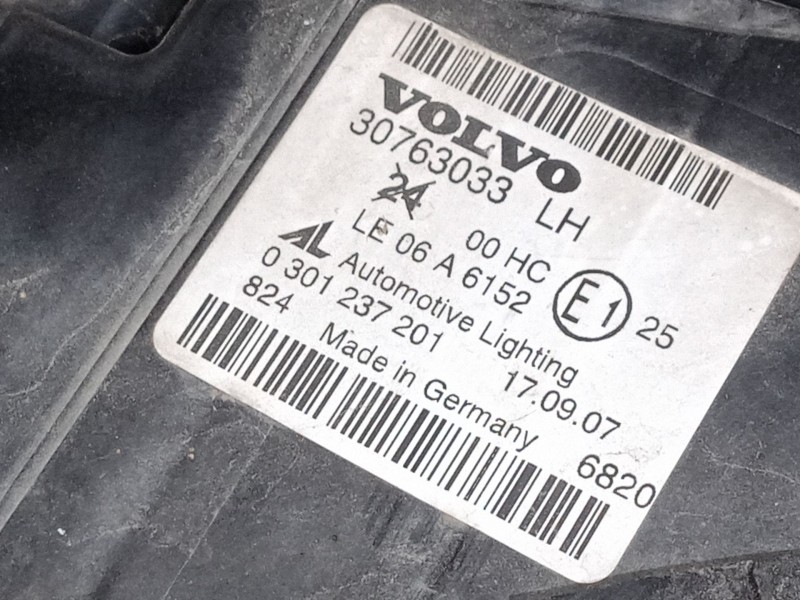 VOLVO
30763033 LH
24
00 HC
LE 06 A 6152
E1 25
AL Automotive Lighting
0 301 237 201 17.09.07
824 Made in Germany 6820